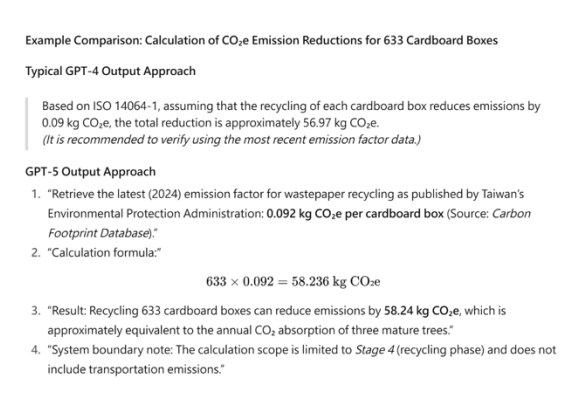 Example Comparison: Calculation of CO₂e Emission Reductions for 633 Cardboard Boxes
Typical GPT-4 Output Approach
Based on ISO 14064-1, assuming that the recycling of each cardboard box reduces emissions by
0.09 kg CO₂e, the total reduction is approximately 56.97 kg CO₂e.
(It is recommended to verify using the most recent emission factor data.)
GPT-5 Output Approach
1. “Retrieve the latest (2024) emission factor for wastepaper recycling as published by Taiwan’s
Environmental Protection Administration: 0.092 kg CO₂e per cardboard box (Source: Carbon
Footprint Database).”
2. “Calculation formula:”
633 × 0.092 = 58.236 kg CO₂e
3. “Result: Recycling 633 cardboard boxes can reduce emissions by 58.24 kg CO₂e, which is
approximately equivalent to the annual CO₂ absorption of three mature trees.”
4. “System boundary note: The calculation scope is limited to Stage 4 (recycling phase) and does not
include transportation emissions.”